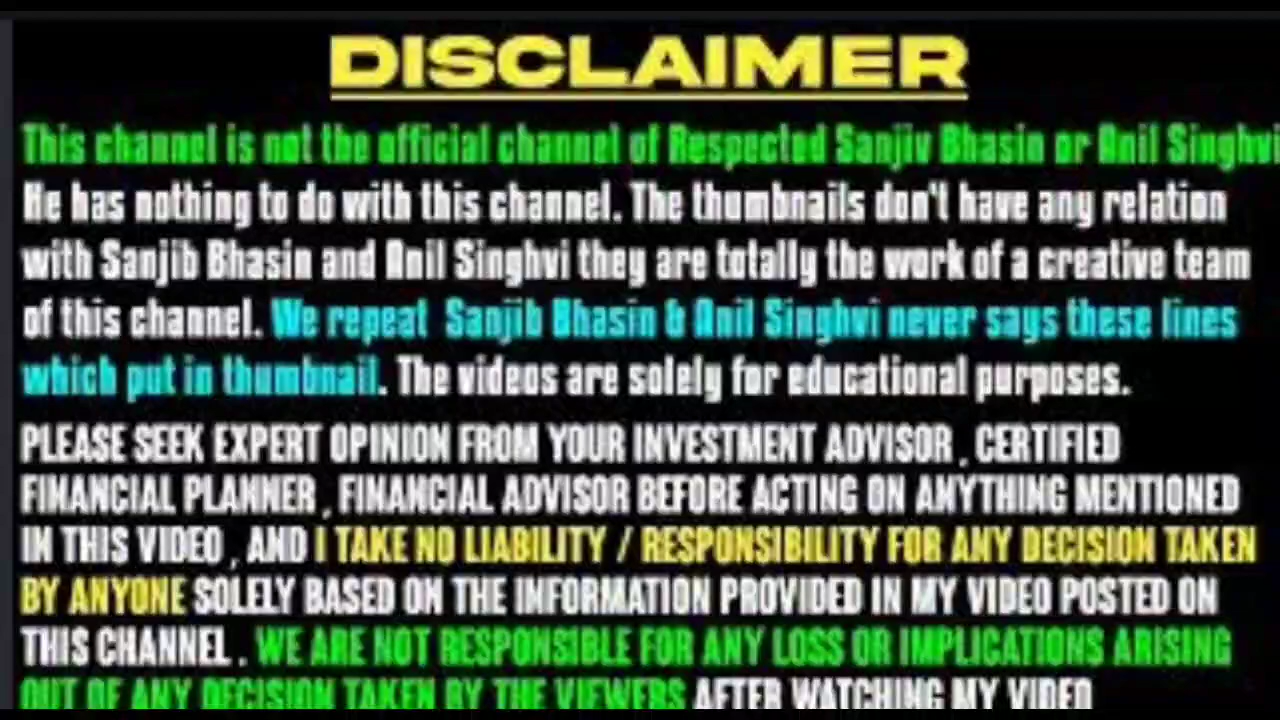 DISCLAIMER
This channel is not the official channel of Respected Sanjiv Bhasin or Anil Singhvi
He has nothing to do with this channel. The thumbnails don't have any relation
with Sanjib Bhasin and Anil Singhvi they are totally the work of a creative team
of this channel. We repeat Sanjib Bhasin & Anil Singhvi never says these lines
which put in thumbnail. The videos are solely for educational purposes.
PLEASE SEEK EXPERT OPINION FROM YOUR INVESTMENT ADVISOR , CERTIFIED
FINANCIAL PLANNER , FINANCIAL ADVISOR BEFORE ACTING ON ANYTHING MENTIONED
IN THIS VIDEO , AND I TAKE NO LIABILITY / RESPONSIBILITY FOR ANY DECISION TAKEN
BY ANYONE SOLELY BASED ON THE INFORMATION PROVIDED IN MY VIDEO POSTED ON
THIS CHANNEL . WE ARE NOT RESPONSIBLE FOR ANY LOSS OR IMPLICATIONS ARISING
OUT OF ANY DECISION TAKEN BY THE VIEWERS AFTER WATCHING MY VIDEO